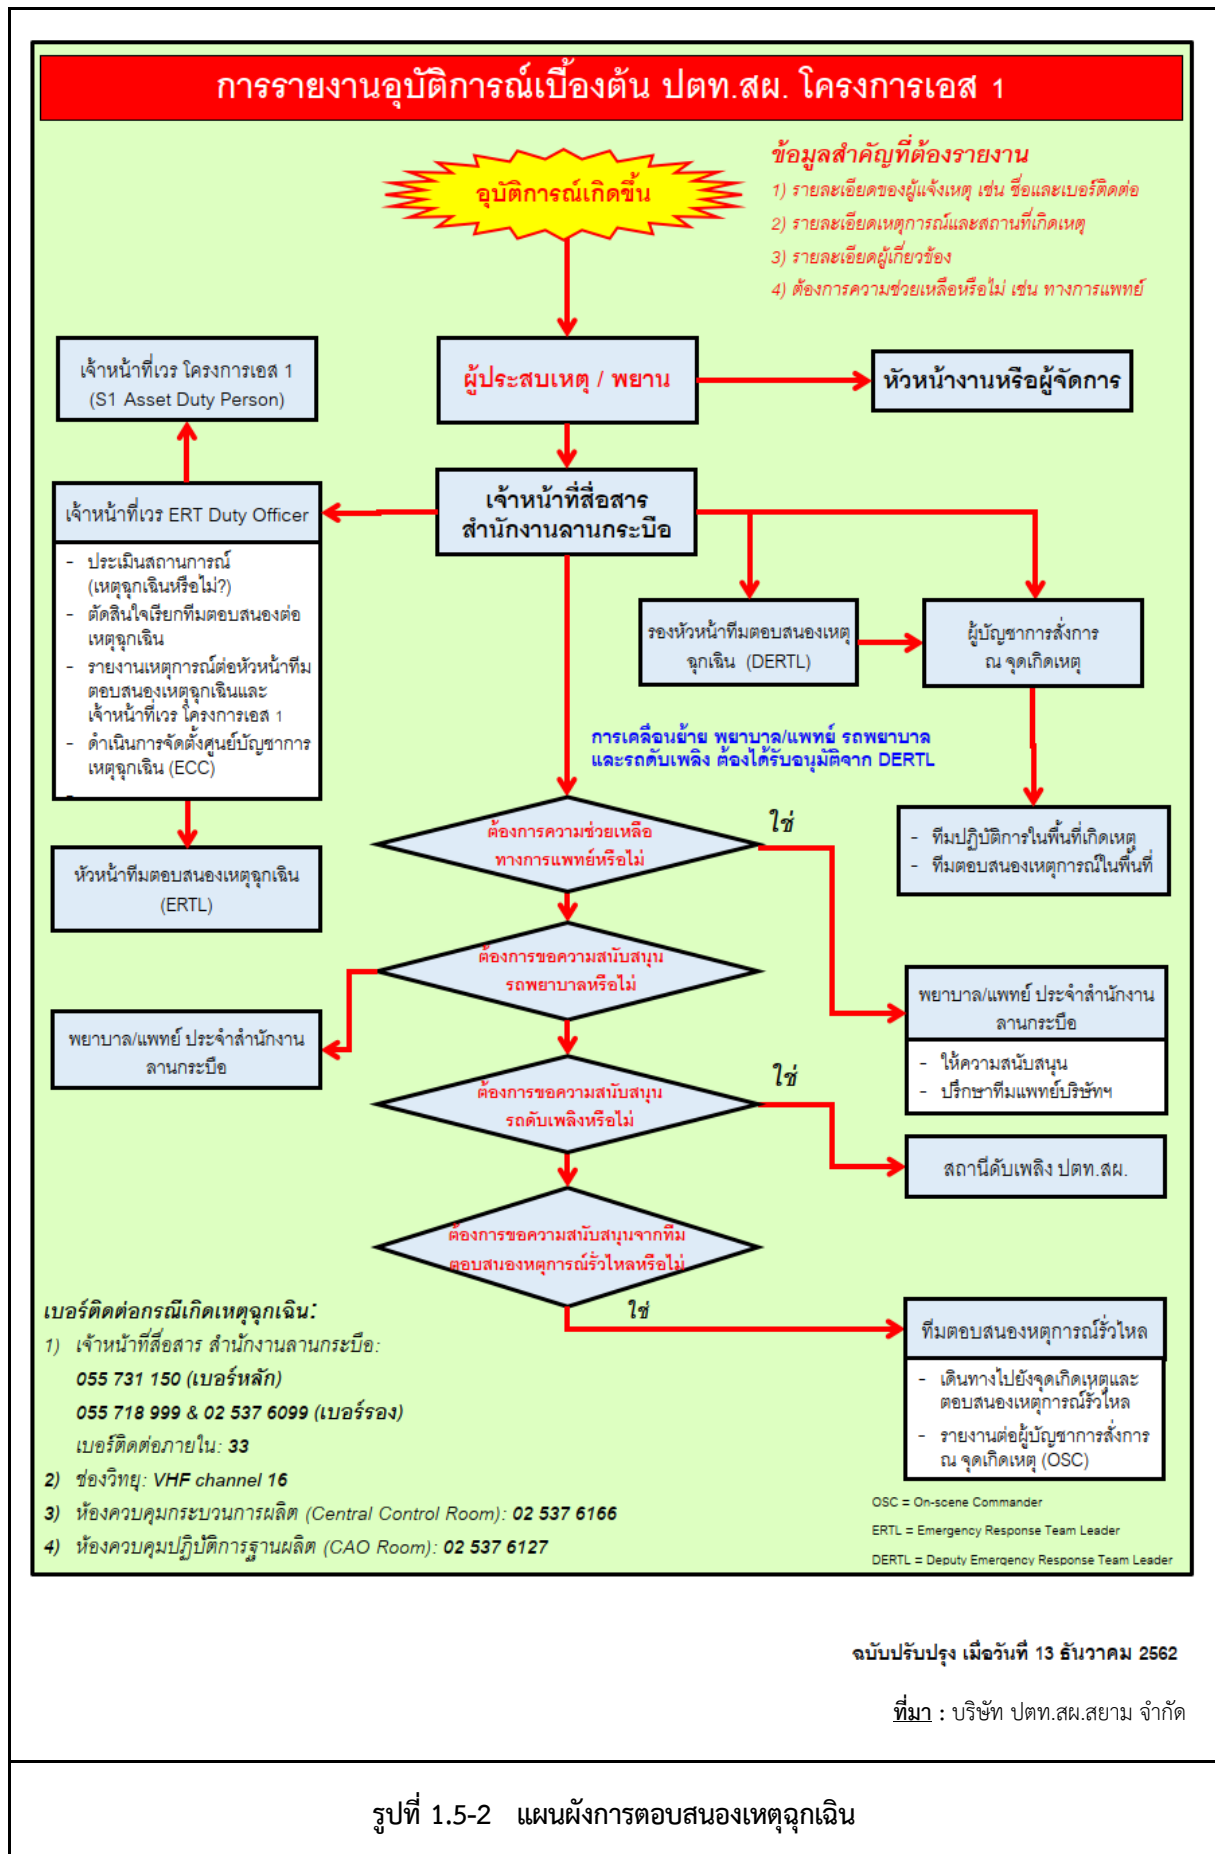 การรายงานอุบัติการณ์เบื้องต้น ปตท.สผ. โครงการเอส 1
อุบัติการณ์เกิดขึ้น
ข้อมูลสำคัญที่ต้องรายงาน
1) รายละเอียดของผู้แจ้งเหตุ เช่น ชื่อและเบอร์ติดต่อ
2) รายละเอียดเหตุการณ์และสถานที่เกิดเหตุ
3) รายละเอียดผู้เกี่ยวข้อง
4) ต้องการความช่วยเหลือหรือไม่ เช่น ทางการแพทย์
เจ้าหน้าที่เวร โครงการเอส 1
(S1 Asset Duty Person)
ผู้ประสบเหตุ / พยาน
หัวหน้างานหรือผู้จัดการ
เจ้าหน้าที่สื่อสาร
สำนักงานลานกระบือ
เจ้าหน้าที่เวร ERT Duty Officer
- ประเมินสถานการณ์
(เหตุฉุกเฉินหรือไม่?)
- ตัดสินใจเรียกทีมตอบสนองต่อ
เหตุฉุกเฉิน
- รายงานเหตุการณ์ต่อหัวหน้าทีม
ตอบสนองเหตุฉุกเฉินและ
เจ้าหน้าที่เวร โครงการเอส 1
- ดำเนินการจัดตั้งศูนย์บัญชาการ
เหตุฉุกเฉิน (ECC)
-
รองหัวหน้าทีมตอบสนองเหตุ
ฉุกเฉิน (DERTL)
ผู้บัญชาการสั่งการ
ณ จุดเกิดเหตุ
การเคลื่อนย้าย พยาบาล/แพทย์ รถพยาบาล
และรถดับเพลิง ต้องได้รับอนุมัติจาก DERTL
ต้องการความช่วยเหลือ
ทางการแพทย์หรือไม่
ใช่
- ทีมปฏิบัติการในพื้นที่เกิดเหตุ
- ทีมตอบสนองเหตุการณ์ในพื้นที่
หัวหน้าทีมตอบสนองเหตุฉุกเฉิน
(ERTL)
ต้องการขอความสนับสนุน
รถพยาบาลหรือไม่
พยาบาล/แพทย์ ประจำสำนักงาน
ลานกระบือ
พยาบาล/แพทย์ ประจำสำนักงาน
ลานกระบือ
- ให้ความสนับสนุน
- ปรึกษาทีมแพทย์บริษัทฯ
ต้องการขอความสนับสนุน
รถดับเพลิงหรือไม่
ใช่
สถานีดับเพลิง ปตท.สผ.
ต้องการขอความสนับสนุนจากทีม
ตอบสนองหตุการณ์รั่วไหลหรือไม่
ใช่
ทีมตอบสนองหตุการณ์รั่วไหล
- เดินทางไปยังจุดเกิดเหตุและ
ตอบสนองเหตุการณ์รั่วไหล
- รายงานต่อผู้บัญชาการสั่งการ
ณ จุดเกิดเหตุ (OSC)
เบอร์ติดต่อกรณีเกิดเหตุฉุกเฉิน:
1) เจ้าหน้าที่สื่อสาร สำนักงานลานกระบือ:
055 731 150 (เบอร์หลัก)
055 718 999 & 02 537 6099 (เบอร์รอง)
เบอร์ติดต่อภายใน: 33
2) ช่องวิทยุ: VHF channel 16
3) ห้องควบคุมกระบวนการผลิต (Central Control Room): 02 537 6166
4) ห้องควบคุมปฏิบัติการฐานผลิต (CAO Room): 02 537 6127
OSC = On-scene Commander
ERTL = Emergency Response Team Leader
DERTL = Deputy Emergency Response Team Leader
ฉบับปรับปรุง เมื่อวันที่ 13 ธันวาคม 2562
ที่มา : บริษัท ปตท.สผ.สยาม จำกัด
รูปที่ 1.5-2 แผนผังการตอบสนองเหตุฉุกเฉิน